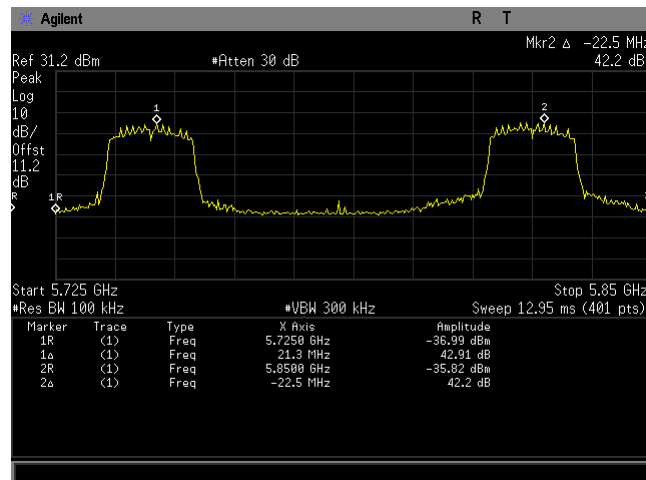 Agilent R T
Mkr2 Δ -22.5 MHz
Ref 31.2 dBm #Atten 30 dB 42.2 dB
Peak
Log
10
dB/
Offst
11.2
dB
1
2
R
1R
Start 5.725 GHz Stop 5.85 GHz
#Res BW 100 kHz #VBW 300 kHz Sweep 12.95 ms (401 pts)
Marker Trace Type X Axis Amplitude
1R (1) Freq 5.7250 GHz -36.99 dBm
1Δ (1) Freq 21.3 MHz 42.91 dB
2R (1) Freq 5.8500 GHz -35.82 dBm
2Δ (1) Freq -22.5 MHz 42.2 dB